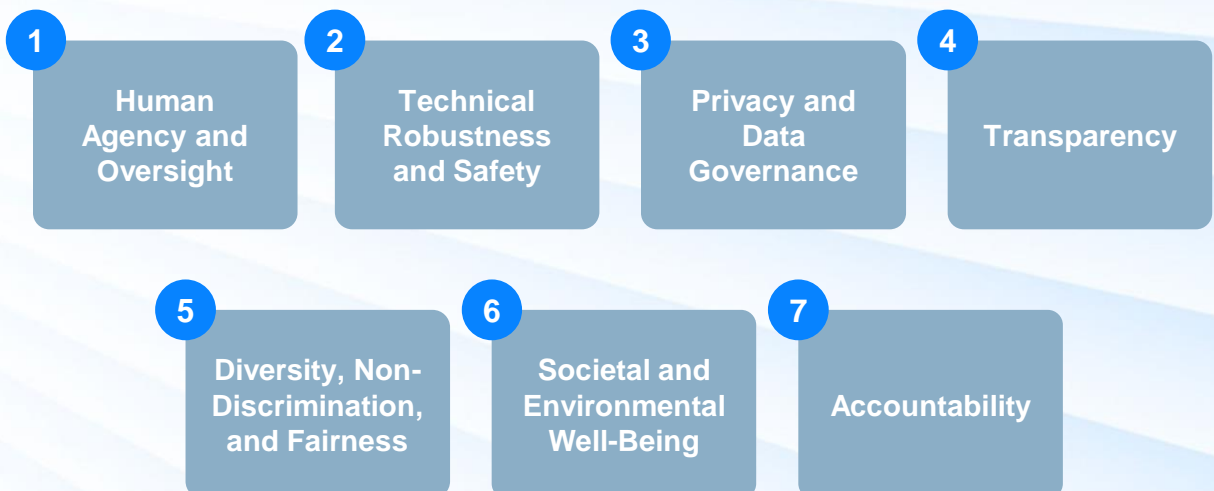 1
Human
Agency and
Oversight
2
Technical
Robustness
and Safety
3
Privacy and
Data
Governance
4
Transparency
5
Diversity, Non-
Discrimination,
and Fairness
6
Societal and
Environmental
Well-Being
7
Accountability